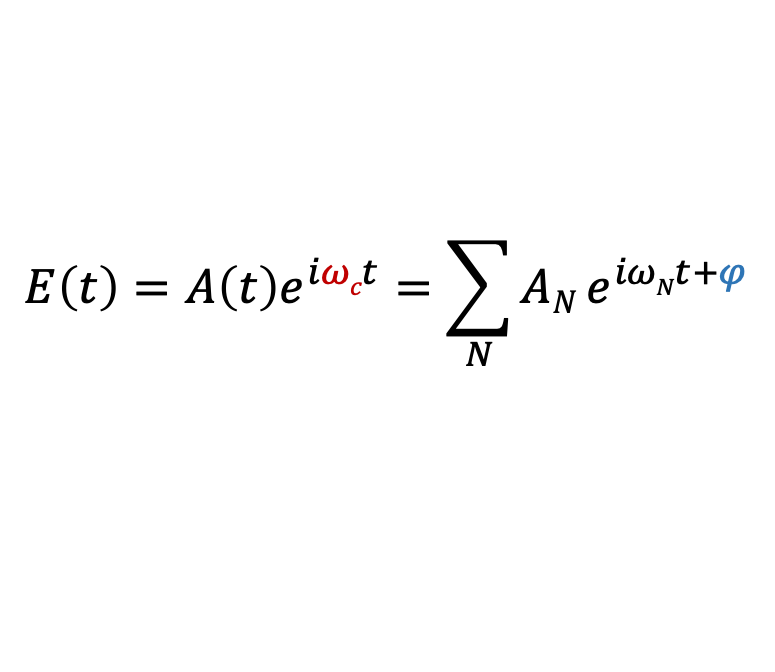 E(t) = A(t)e^{iω_c t} = ∑_N A_N e^{iω_N t+φ}